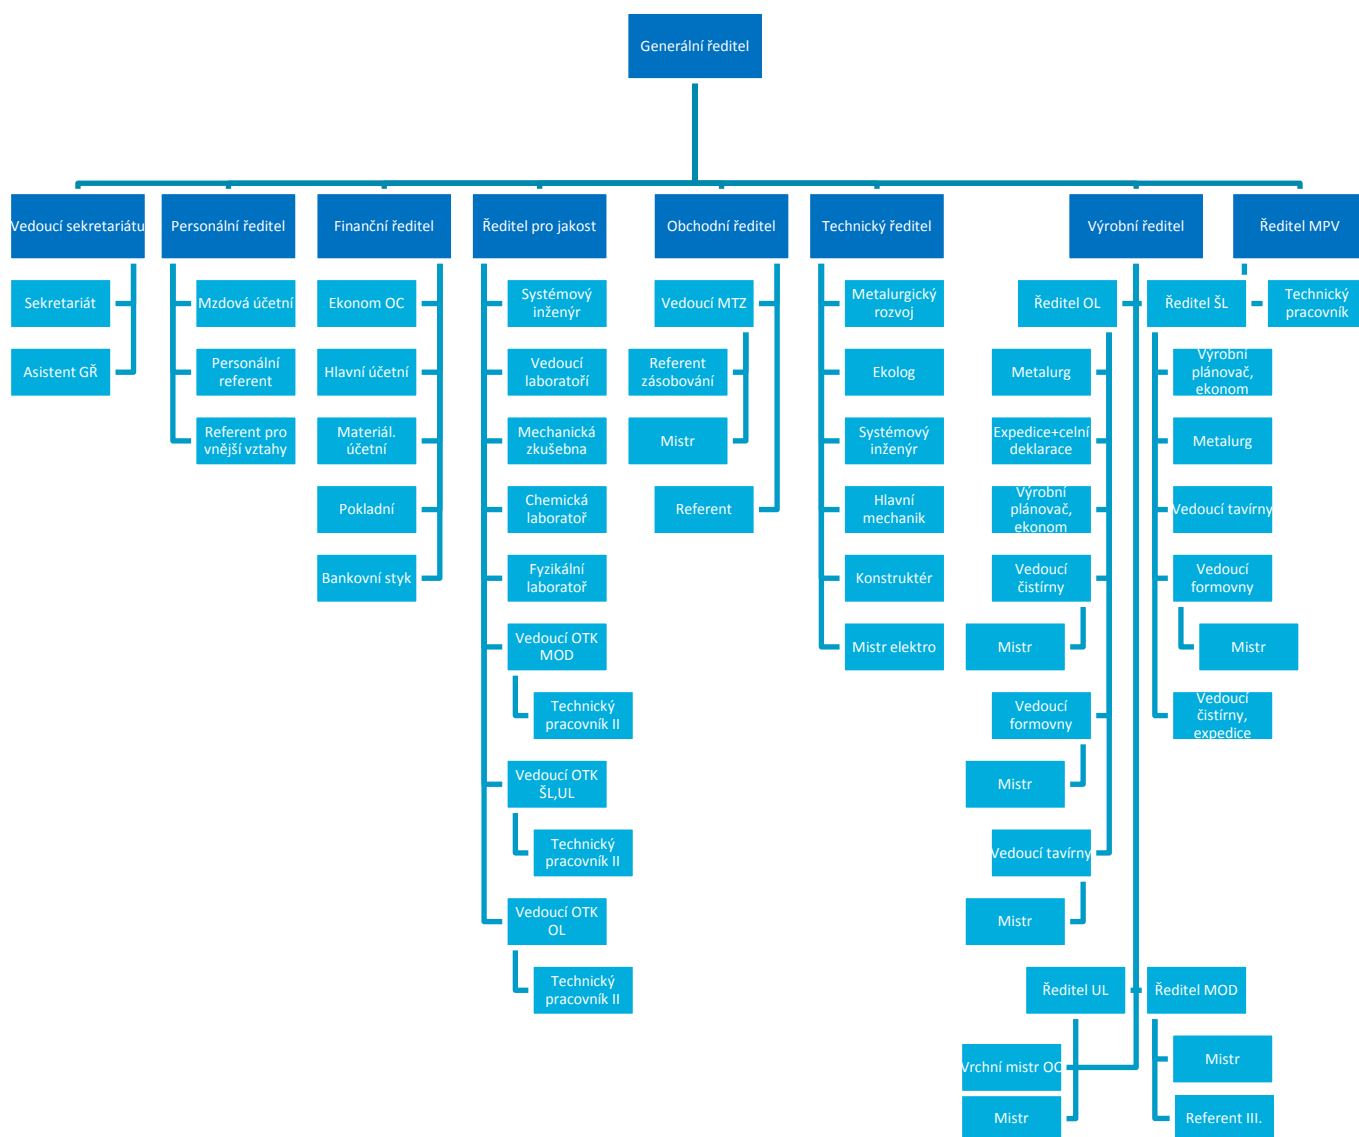 Generální ředitel
Vedoucí sekretariátu
Personální ředitel
Finanční ředitel
Ředitel pro jakost
Obchodní ředitel
Technický ředitel
Výrobní ředitel
Ředitel MPV
Sekretariát
Asistent GŘ
Mzdová účetní
Personální
referent
Referent pro
vnější vztahy
Ekonom OC
Hlavní účetní
Materiál.
účetní
Pokladní
Bankovní styk
Systémový
inženýr
Vedoucí
laboratoří
Mechanická
zkušebna
Chemická
laboratoř
Fyzikální
laboratoř
Vedoucí OTK
MOD
Technický
pracovník II
Vedoucí OTK
ŠL,UL
Technický
pracovník II
Vedoucí OTK
OL
Technický
pracovník II
Vedoucí MTZ
Referent
zásobování
Mistr
Referent
Metalurgický
rozvoj
Ekolog
Systémový
inženýr
Hlavní
mechanik
Konstruktér
Mistr elektro
Ředitel OL
Metalurg
Expedice+celní
deklarace
Výrobní
plánovač,
ekonom
Vedoucí
čistírny
Mistr
Vedoucí
formovny
Mistr
Vedoucí tavírny
Mistr
Ředitel ŠL
Výrobní
plánovač,
ekonom
Metalurg
Vedoucí tavírny
Vedoucí
formovny
Mistr
Vedoucí
čistírny,
expedice
Technický
pracovník
Ředitel UL
Vrchní mistr OC
Mistr
Ředitel MOD
Mistr
Referent III.